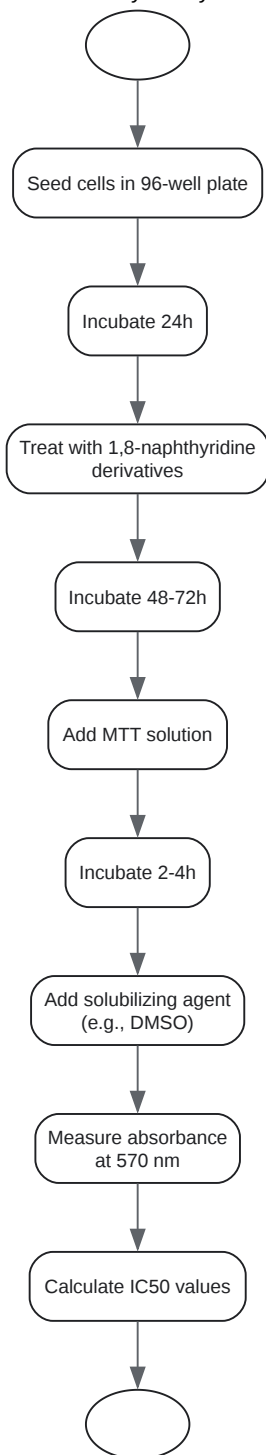 Seed cells in 96-well plate
Incubate 24h
Treat with 1,8-naphthyridine
derivatives
Incubate 48-72h
Add MTT solution
Incubate 2-4h
Add solubilizing agent
(e.g., DMSO)
Measure absorbance
at 570 nm
Calculate IC50 values